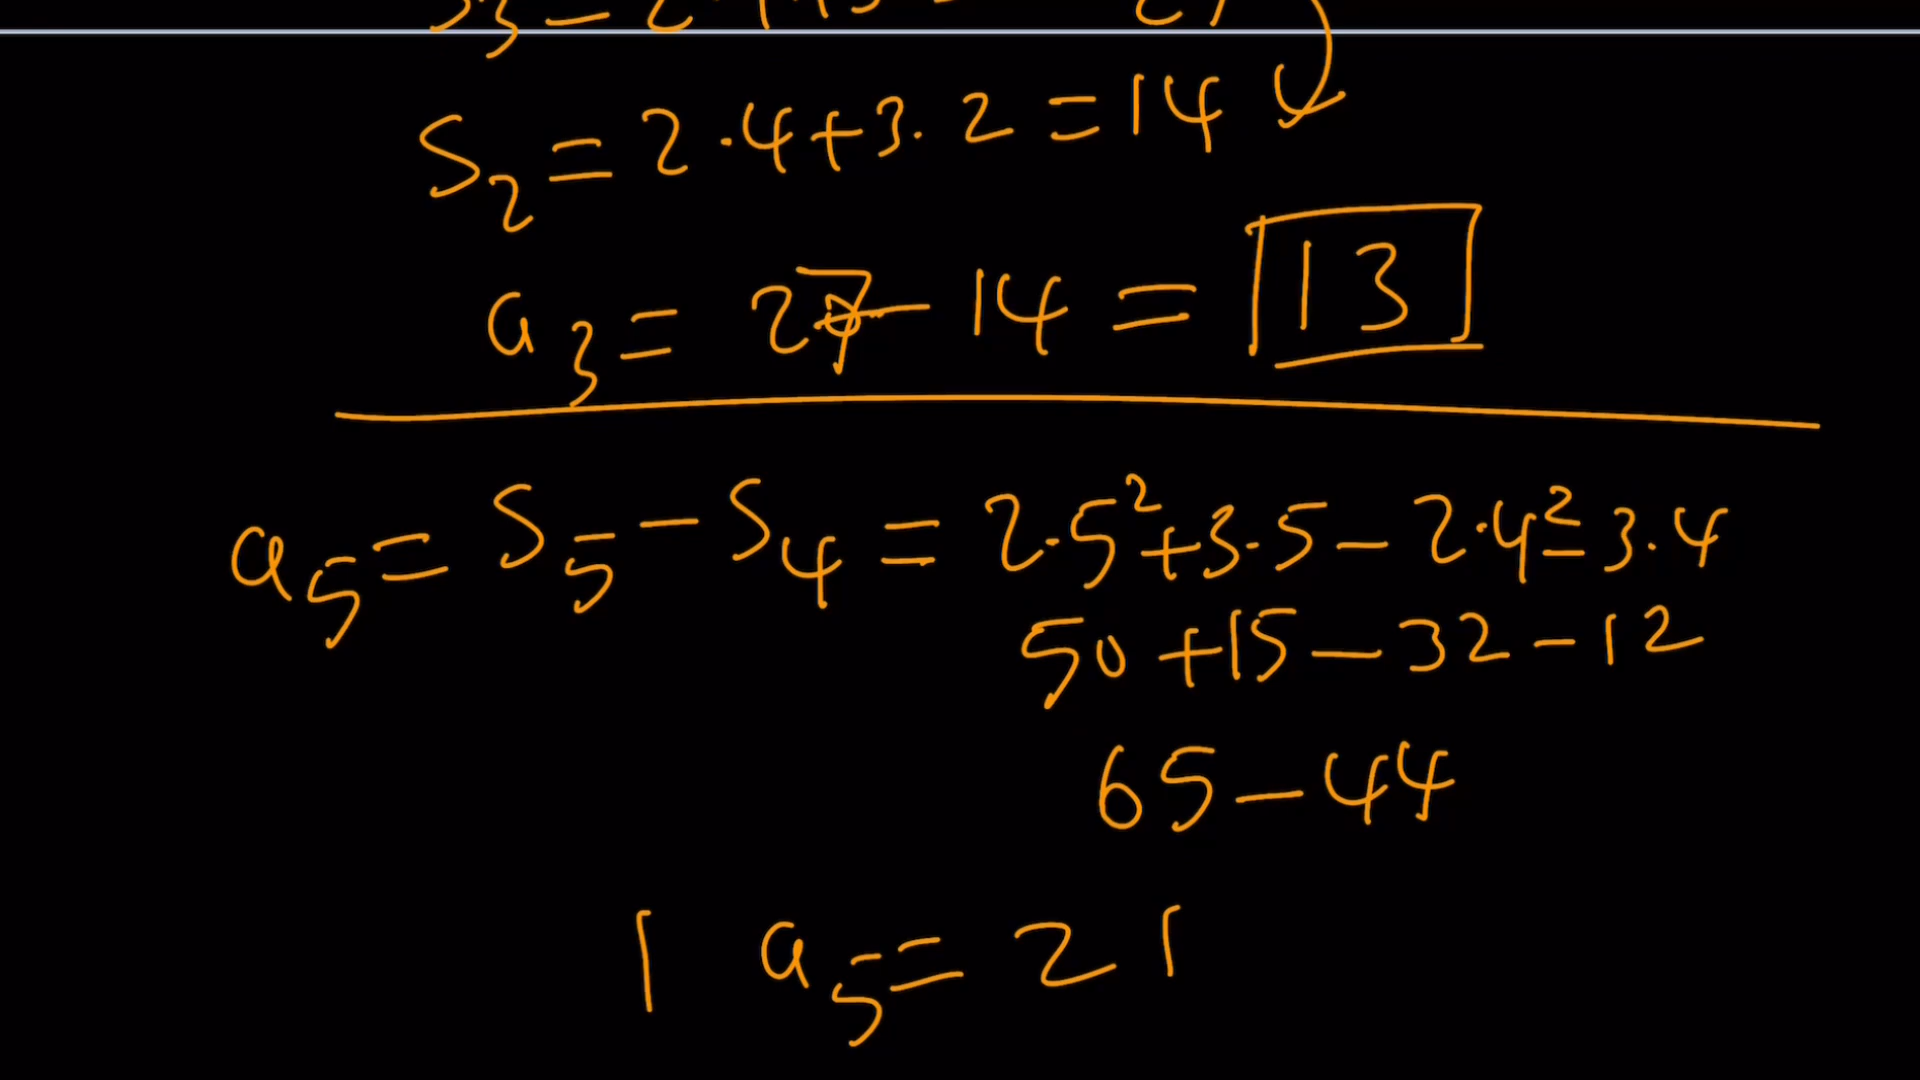 S₂ = 2·4+3·2 = 14
a₃ = 27 − 14 = 13
a₅ = S₅ − S₄ = 2·5²+3·5 − 2·4² − 3·4
50+15−32−12
65−44
a₅ = 21